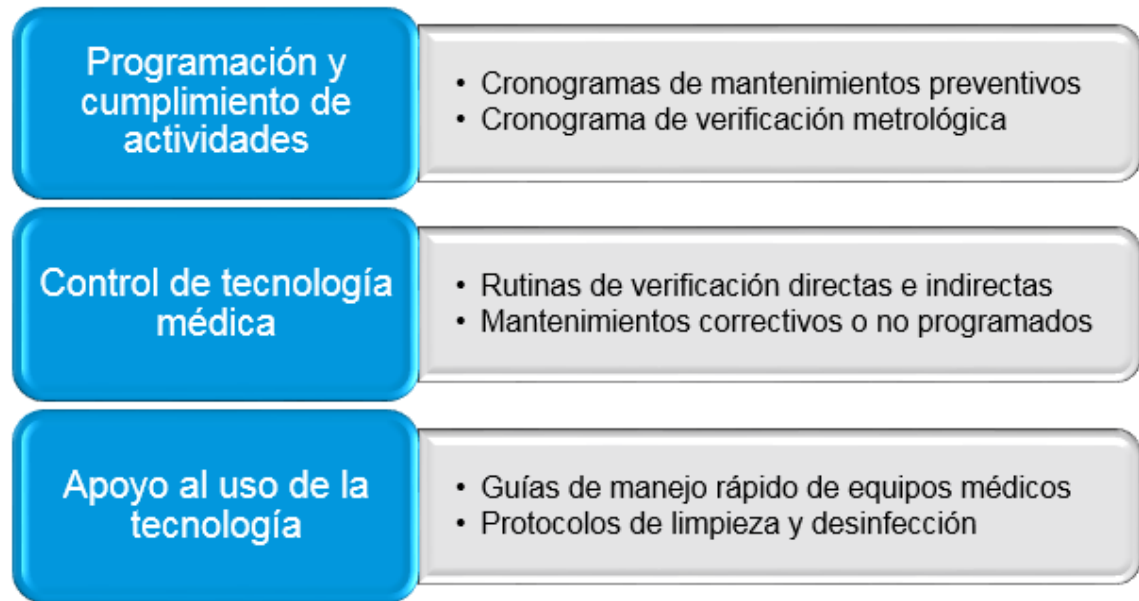 Programación y
cumplimiento de
actividades
• Cronogramas de mantenimientos preventivos
• Cronograma de verificación metrológica
Control de tecnología
médica
• Rutinas de verificación directas e indirectas
• Mantenimientos correctivos o no programados
Apoyo al uso de la
tecnología
• Guías de manejo rápido de equipos médicos
• Protocolos de limpieza y desinfección